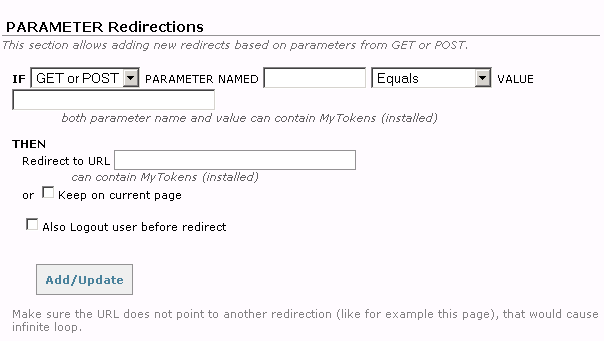 PARAMETER Redirections
This section allows adding new redirects based on parameters from GET or POST.
IF GET or POST PARAMETER NAMED Equals VALUE
both parameter name and value can contain MyTokens (installed)
THEN
Redirect to URL
can contain MyTokens (installed)
or Keep on current page
Also Logout user before redirect
Add/Update
Make sure the URL does not point to another redirection (like for example this page), that would cause
infinite loop.